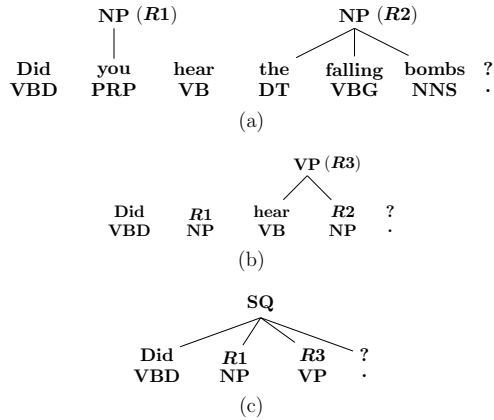 NP (R1) NP (R2)
Did you hear the falling bombs ?
VBD PRP VB DT VBG NNS .
(a)
VP (R3)
Did R1 hear R2 ?
VBD NP VB NP .
(b)
SQ
Did R1 R3 ?
VBD NP VP .
(c)